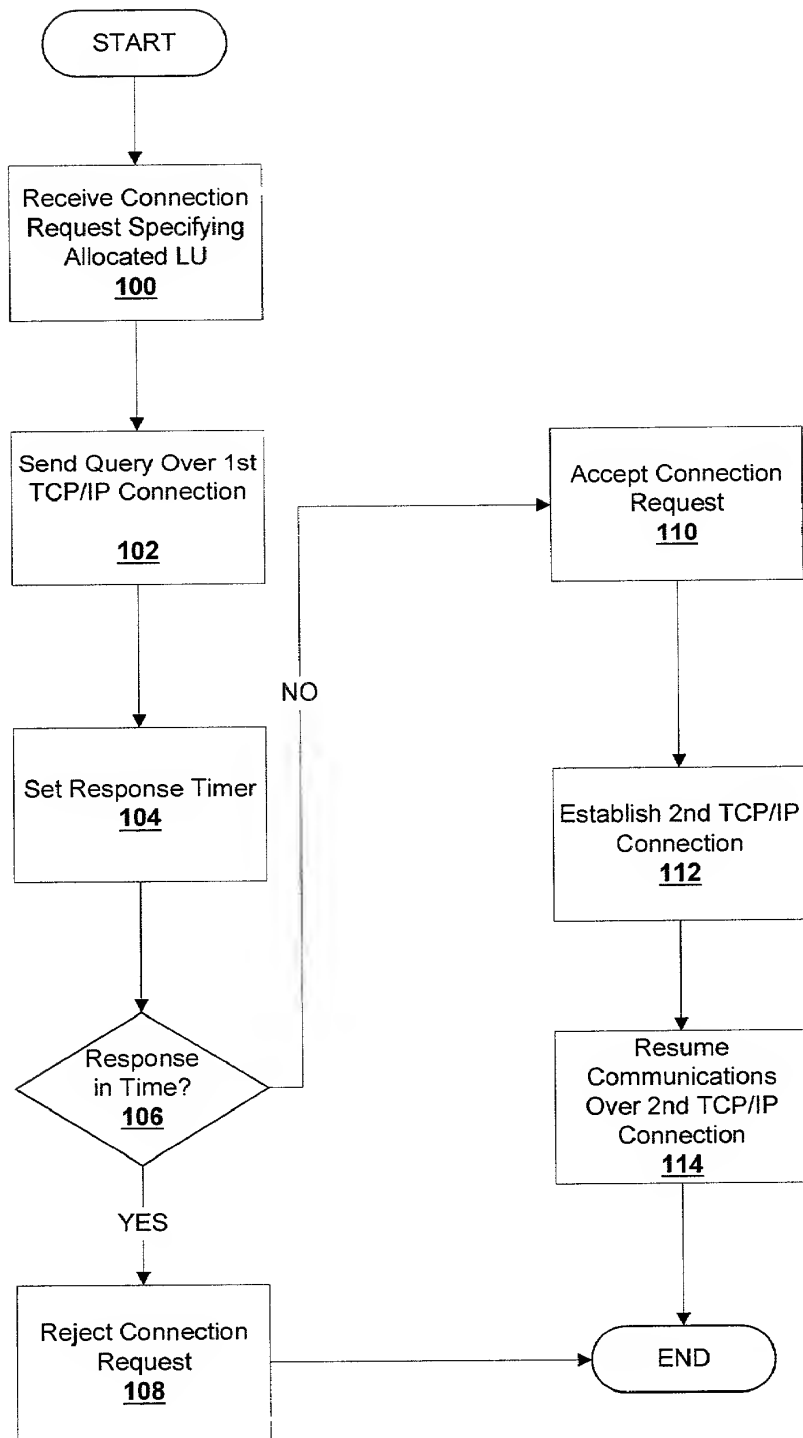 START
Receive Connection
Request Specifying
Allocated LU
100
Send Query Over 1st
TCP/IP Connection
102
Set Response Timer
104
Response
in Time?
106
YES
Reject Connection
Request
108
NO
Accept Connection
Request
110
Establish 2nd TCP/IP
Connection
112
Resume
Communications
Over 2nd TCP/IP
Connection
114
END